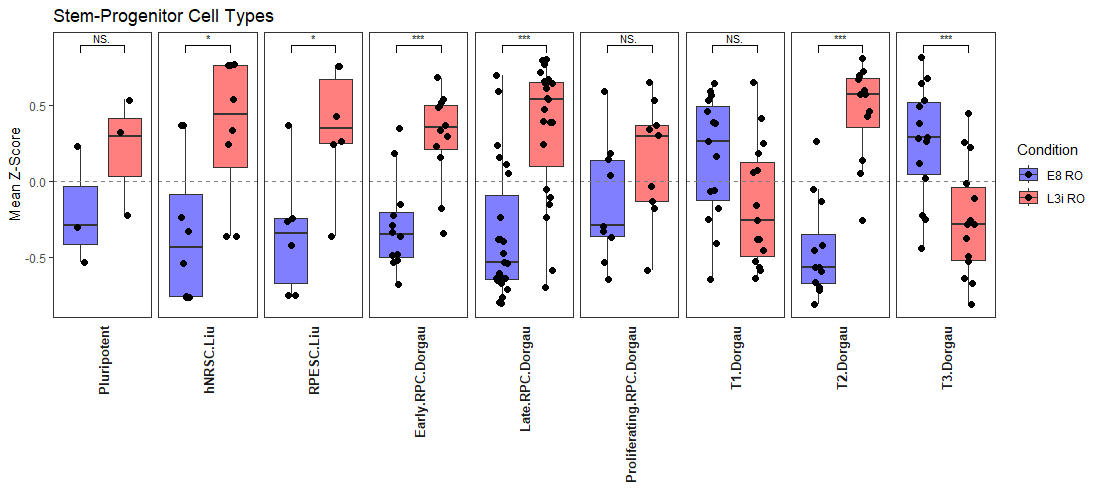 Stem-Progenitor Cell Types
NS. * * *** *** NS. NS. *** ***
Mean Z-Score
0.5
0.0
-0.5
Pluripotent
hNRSC.Liu
RPESC.Liu
Early.RPC.Dorgau
Late.RPC.Dorgau
Proliferating.RPC.Dorgau
T1.Dorgau
T2.Dorgau
T3.Dorgau
Condition
E8 RO
L3i RO